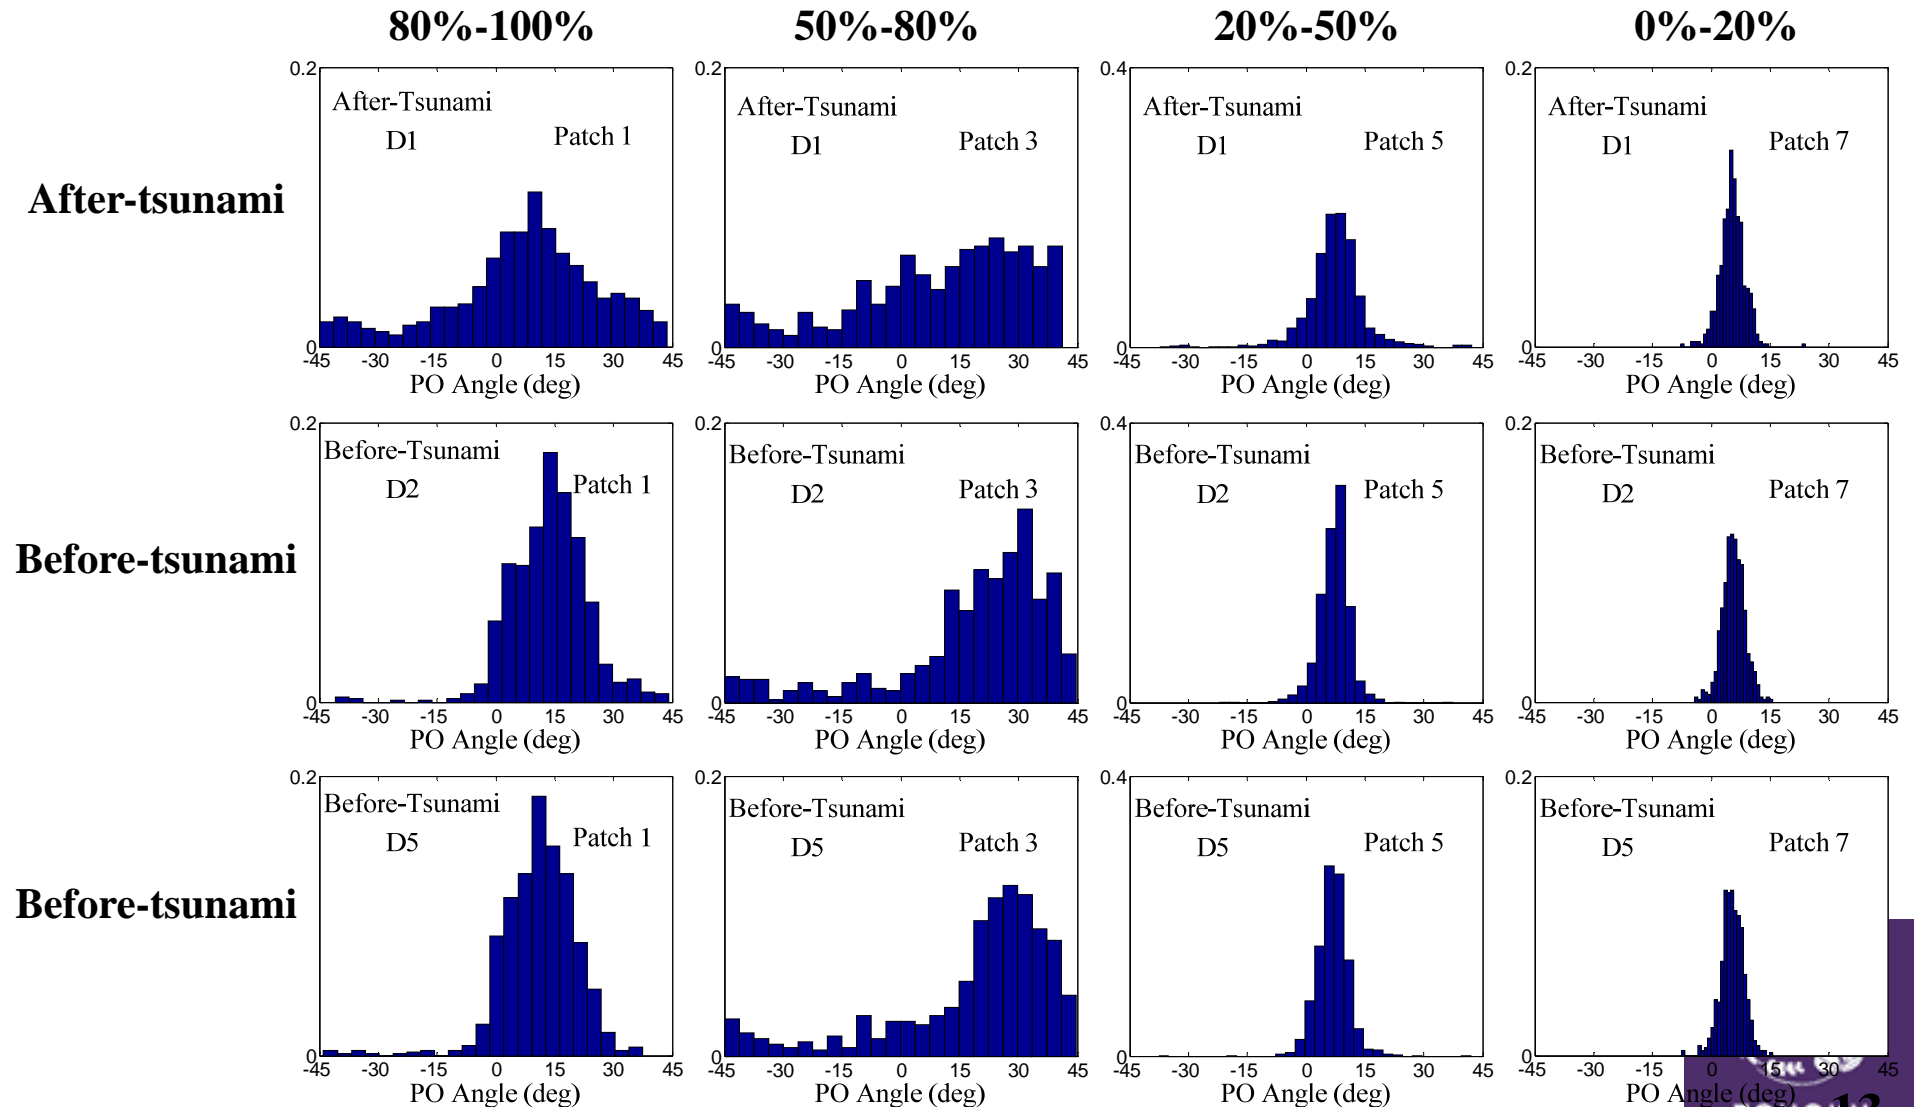 80%-100% 50%-80% 20%-50% 0%-20%
0.2 0.2 0.4 0.2
After-Tsunami After-Tsunami After-Tsunami After-Tsunami
D1 Patch 1 D1 Patch 3 D1 Patch 5 D1 Patch 7
After-tsunami
0 0 0 0
-45 -30 -15 0 15 30 45 -45 -30 -15 0 15 30 45 -45 -30 -15 0 15 30 45 -45 -30 -15 0 15 30 45
PO Angle (deg) PO Angle (deg) PO Angle (deg) PO Angle (deg)
0.2 0.2 0.4 0.2
Before-Tsunami Before-Tsunami Before-Tsunami Before-Tsunami
D2 Patch 1 D2 Patch 3 D2 Patch 5 D2 Patch 7
Before-tsunami
0 0 0 0
-45 -30 -15 0 15 30 45 -45 -30 -15 0 15 30 45 -45 -30 -15 0 15 30 45 -45 -30 -15 0 15 30 45
PO Angle (deg) PO Angle (deg) PO Angle (deg) PO Angle (deg)
0.2 0.2 0.4 0.2
Before-Tsunami Before-Tsunami Before-Tsunami Before-Tsunami
D5 Patch 1 D5 Patch 3 D5 Patch 5 D5 Patch 7
Before-tsunami
0 0 0 0
-45 -30 -15 0 15 30 45 -45 -30 -15 0 15 30 45 -45 -30 -15 0 15 30 45 -45 -30 -15 0 15 30 45
PO Angle (deg) PO Angle (deg) PO Angle (deg) PO Angle (deg)
13